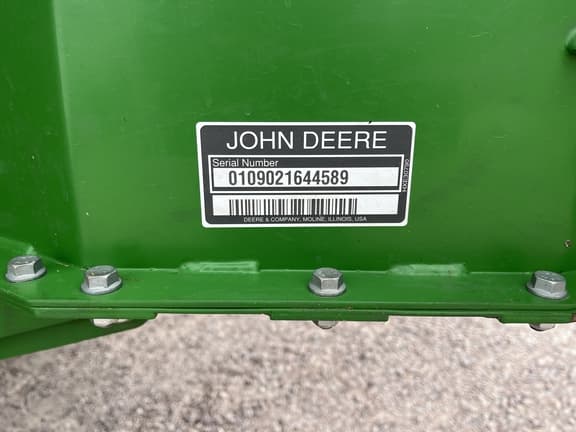 JOHN DEERE
Serial Number
0109021644589
DEERE & COMPANY, MOLINE, ILLINOIS, USA